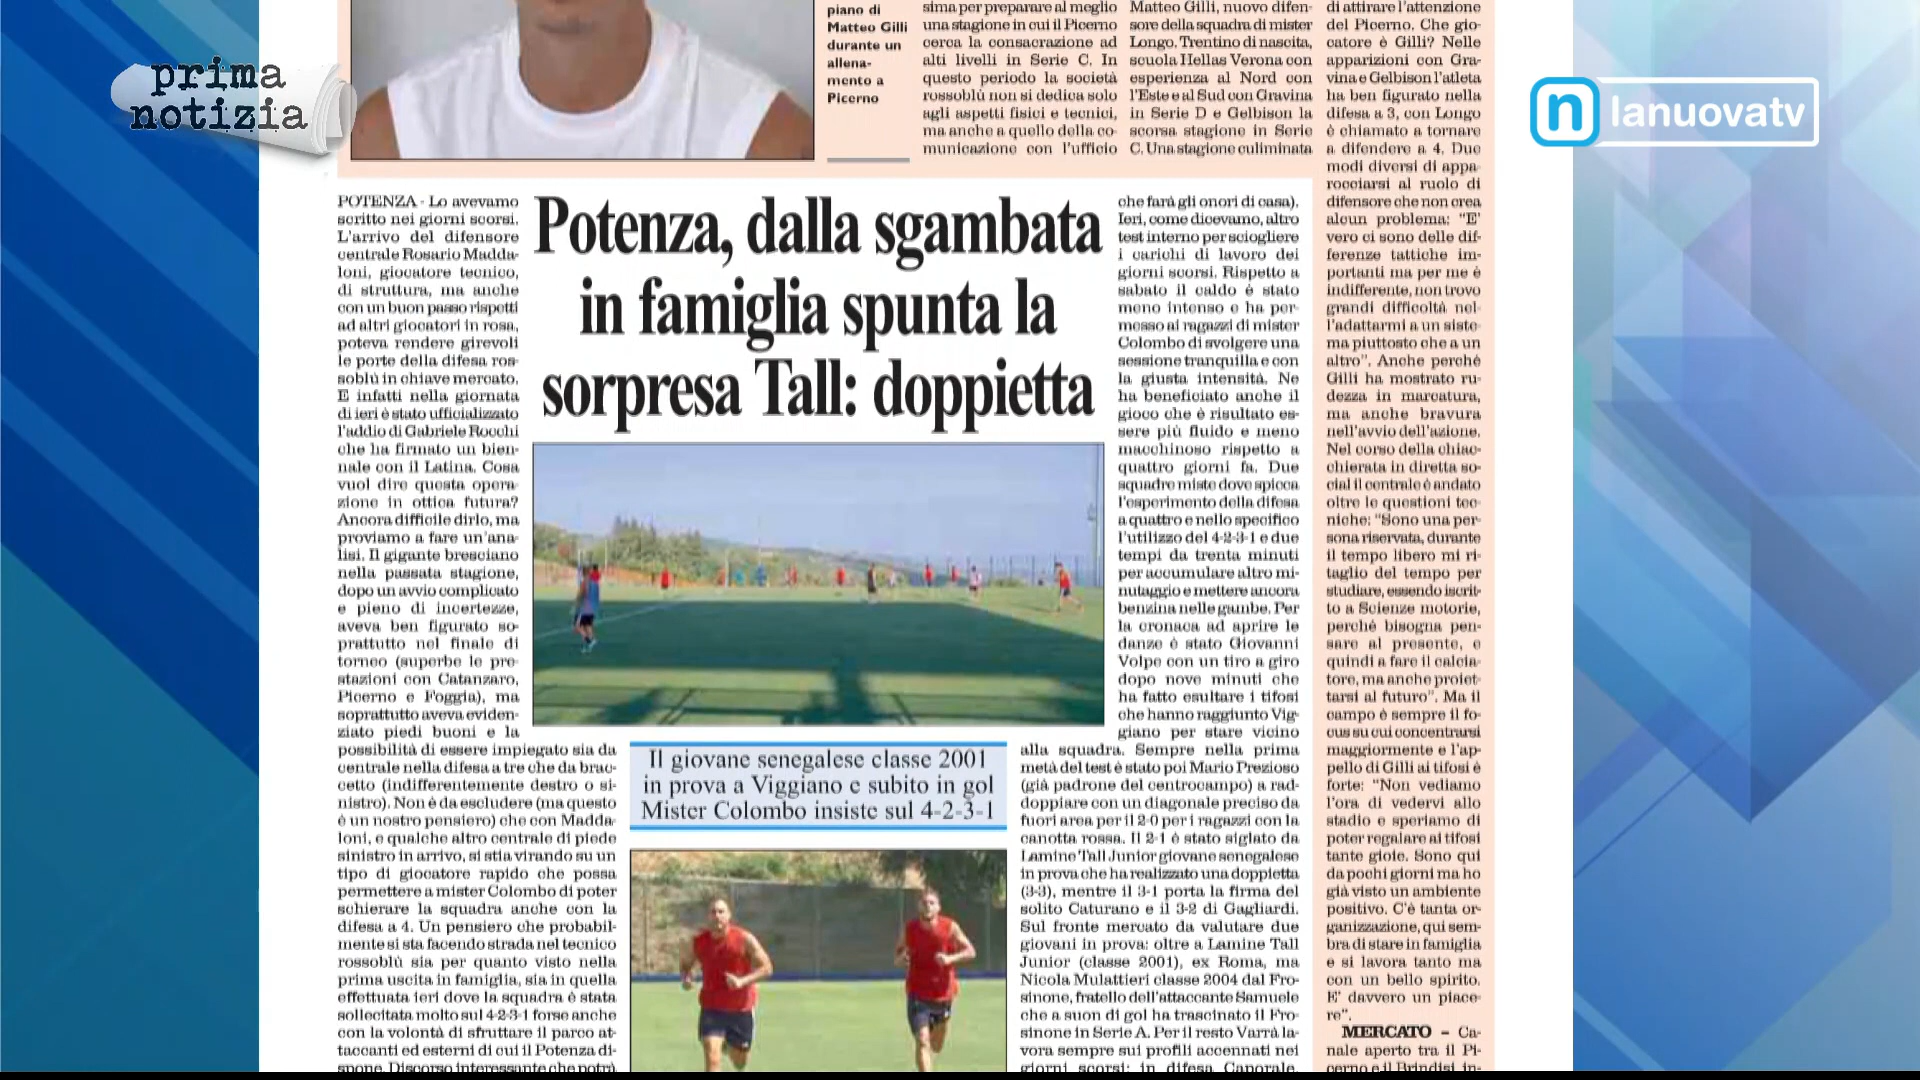 prima
notizia
n lanuovatv
piano di
Matteo Gilli
durante un
allena-
mento a
Picerno
sima per preparare al meglio
una stagione in cui il Picerno
cerca la consacrazione ad
alti livelli in Serie C. In
questo periodo la società
rossoblù non si dedica solo
agli aspetti fisici e tecnici,
ma anche a quello della co-
municazione con l'ufficio
Matteo Gilli, nuovo difen-
sore della squadra di mister
Longo. Trentino di nascita,
scuola Hellas Verona con
esperienza al Nord con
l'Este e al Sud con Gravina
in Serie D e Gelbison la
scorsa stagione in Serie
C. Una stagione culiminata
di attirare l'attenzione
del Picerno. Che gio-
catore è Gilli? Nelle
apparizioni con Gra-
vina e Gelbison l'atleta
ha ben figurato nella
difesa a 3, con Longo
è chiamato a tornare
a difendere a 4. Due
modi diversi di appa-
rocciarsi al ruolo di
difensore che non crea
alcun problema: "E'
vero ci sono delle dif-
ferenze tattiche im-
portanti ma per me è
indifferente, non trovo
grandi difficoltà nel-
l'adattarmi a un siste-
ma piuttosto che a un
altro". Anche perchè
Gilli ha mostrato ru-
dezza in marcatura,
ma anche bravura
nell'avvio dell'azione.
Nel corso della chiac-
chierata in diretta so-
cial il centrale è andato
oltre le questioni tec-
niche: "Sono una per-
sona riservata, durante
il tempo libero mi ri-
taglio del tempo per
studiare, essendo iscrit-
to a Scienze motorie,
perchè bisogna pen-
sare al presente, e
quindi a fare il calcia-
tore, ma anche proiet-
tarsi al futuro". Ma il
campo è sempre il fo-
cus su cui concentrarsi
maggiormente e l'ap-
pello di Gilli ai tifosi è
forte: "Non vediamo
l'ora di vedervi allo
stadio e speriamo di
poter regalare ai tifosi
tante gioie. Sono qui
da pochi giorni ma ho
già visto un ambiente
positivo. C'è tanta or-
ganizzazione, qui sem-
bra di stare in famiglia
e si lavora tanto ma
con un bello spirito.
E' davvero un piace-
re".
MERCATO - Ca-
nale aperto tra il Pi-
cerno e il Brindisi in-
Potenza, dalla sgambata
in famiglia spunta la
sorpresa Tall: doppietta
POTENZA - Lo avevamo
scritto nei giorni scorsi.
L'arrivo del difensore
centrale Rosario Madda-
loni, giocatore tecnico,
di struttura, ma anche
con un buon passo rispetti
ad altri giocatori in rosa,
poteva rendere girevoli
le porte della difesa ros-
soblù in chiave mercato.
E infatti nella giornata
di ieri è stato ufficializzato
l'addio di Gabriele Rocchi
che ha firmato un bien-
nale con il Latina. Cosa
vuol dire questa opera-
zione in ottica futura?
Ancora difficile dirlo, ma
proviamo a fare un'ana-
lisi. Il gigante bresciano
nella passata stagione,
dopo un avvio complicato
e pieno di incertezze,
aveva ben figurato so-
prattutto nel finale di
torneo (superbe le pre-
stazioni con Catanzaro,
Picerno e Foggia), ma
soprattutto aveva eviden-
ziato piedi buoni e la
possibilità di essere impiegato sia da
centrale nella difesa a tre che da brac-
cetto (indifferentemente destro o si-
nistro). Non è da escludere (ma questo
è un nostro pensiero) che con Madda-
loni, e qualche altro centrale di piede
sinistro in arrivo, si stia virando su un
tipo di giocatore rapido che possa
permettere a mister Colombo di poter
schierare la squadra anche con la
difesa a 4. Un pensiero che probabil-
mente si sta facendo strada nel tecnico
rossoblù sia per quanto visto nella
prima uscita in famiglia, sia in quella
effettuata ieri dove la squadra è stata
sollecitata molto sul 4-2-3-1 forse anche
con la volontà di sfruttare il parco at-
taccanti ed esterni di cui il Potenza di-
spone. Discorso interessante che potrà
Il giovane senegalese classe 2001
in prova a Viggiano e subito in gol
Mister Colombo insiste sul 4-2-3-1
che farà gli onori di casa).
Ieri, come dicevamo, altro
test interno per sciogliere
i carichi di lavoro dei
giorni scorsi. Rispetto a
sabato il caldo è stato
meno intenso e ha per-
messo ai ragazzi di mister
Colombo di svolgere una
sessione tranquilla e con
la giusta intensità. Ne
ha beneficiato anche il
gioco che è risultato es-
sere più fluido e meno
macchinoso rispetto a
quattro giorni fa. Due
squadre miste dove spicca
l'esperimento della difesa
a quattro e nello specifico
l'utilizzo del 4-2-3-1 e due
tempi da trenta minuti
per accumulare altro mi-
nutaggio e mettere ancora
benzina nelle gambe. Per
la cronaca ad aprire le
danze è stato Giovanni
Volpe con un tiro a giro
dopo nove minuti che
ha fatto esultare i tifosi
che hanno raggiunto Vig-
giano per stare vicino
alla squadra. Sempre nella prima
metà del test è stato poi Mario Prezioso
(già padrone del centrocampo) a rad-
doppiare con un diagonale preciso da
fuori area per il 2-0 per i ragazzi con la
canotta rossa. Il 2-1 è stato siglato da
Lamine Tall Junior giovane senegalese
in prova che ha realizzato una doppietta
(3-3), mentre il 3-1 porta la firma del
solito Caturano e il 3-2 di Gagliardi.
Sul fronte mercato da valutare due
giovani in prova: oltre a Lamine Tall
Junior (classe 2001), ex Roma, ma
Nicola Mulattieri classe 2004 dal Fro-
sinone, fratello dell'attaccante Samuele
che a suon di gol ha trascinato il Fro-
sinone in Serie A. Per il resto Varrà la-
vora sempre sui profili accennati nei
giorni scorsi: in difesa Caporale,